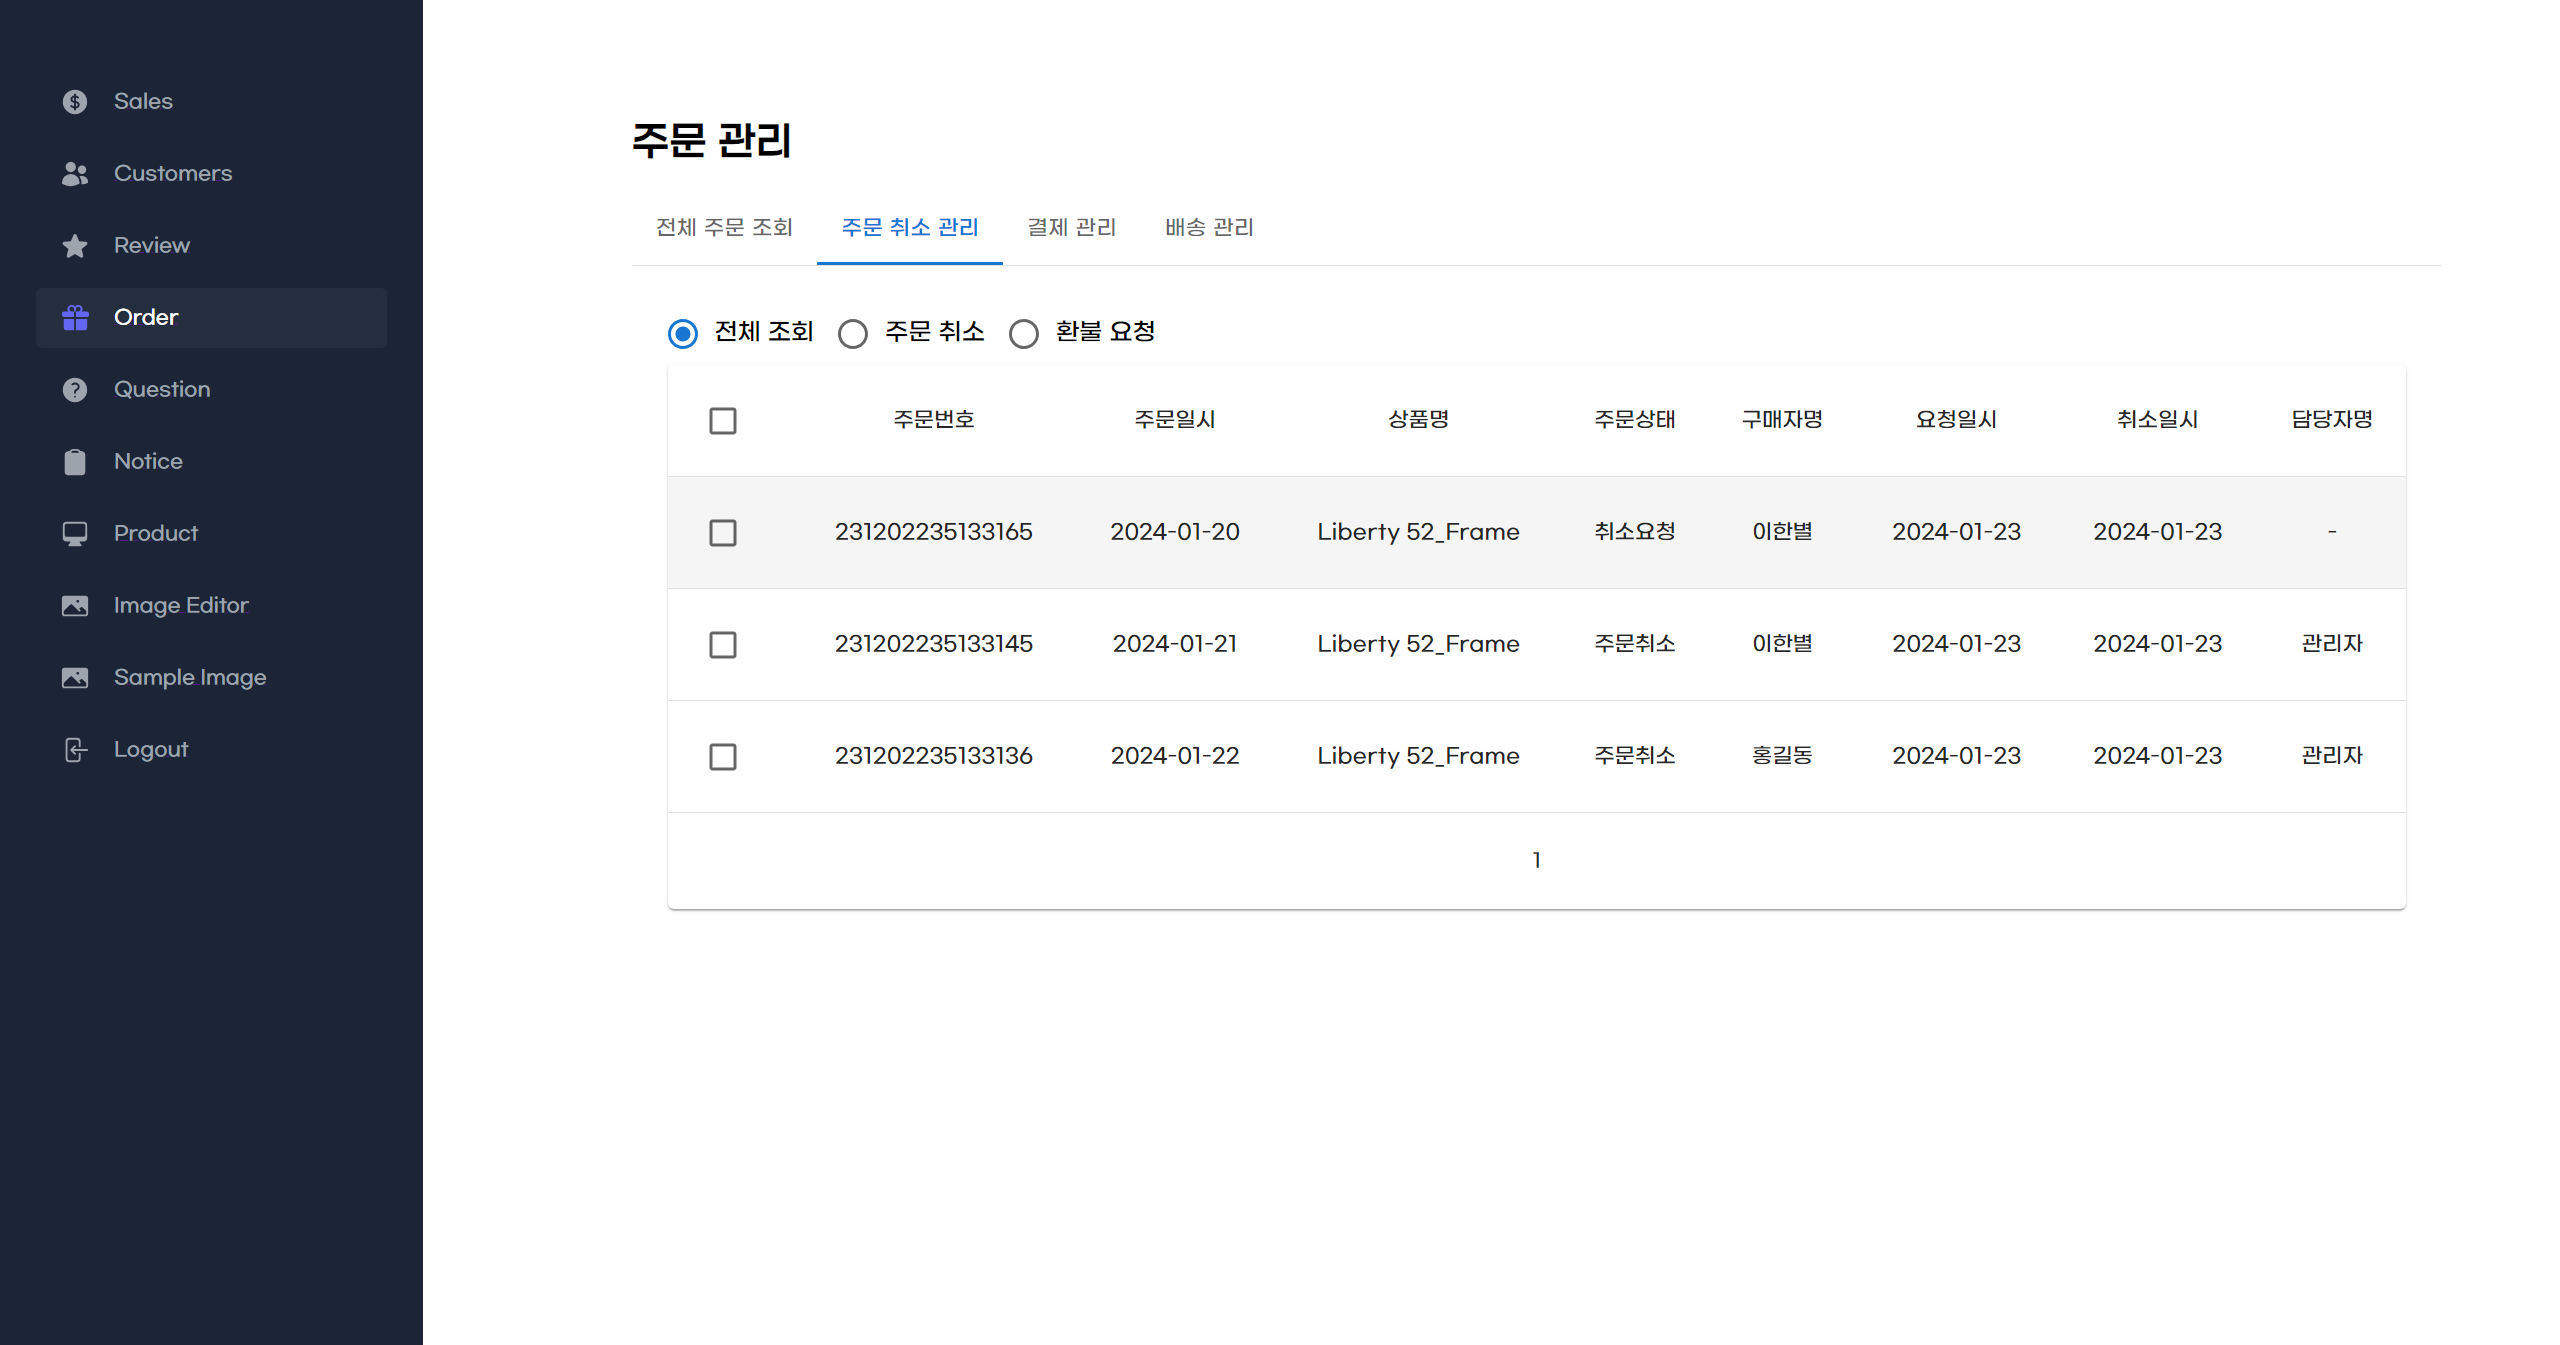 Sales
Customers
Review
Order
Question
Notice
Product
Image Editor
Sample Image
Logout
주문 관리
전체 주문 조회 주문 취소 관리 결제 관리 배송 관리
전체 조회 주문 취소 환불 요청
주문번호 주문일시 상품명 주문상태 구매자명 요청일시 취소일시 담당자명
231202235133165 2024-01-20 Liberty 52_Frame 취소요청 이한별 2024-01-23 2024-01-23 -
231202235133145 2024-01-21 Liberty 52_Frame 주문취소 이한별 2024-01-23 2024-01-23 관리자
231202235133136 2024-01-22 Liberty 52_Frame 주문취소 홍길동 2024-01-23 2024-01-23 관리자
1